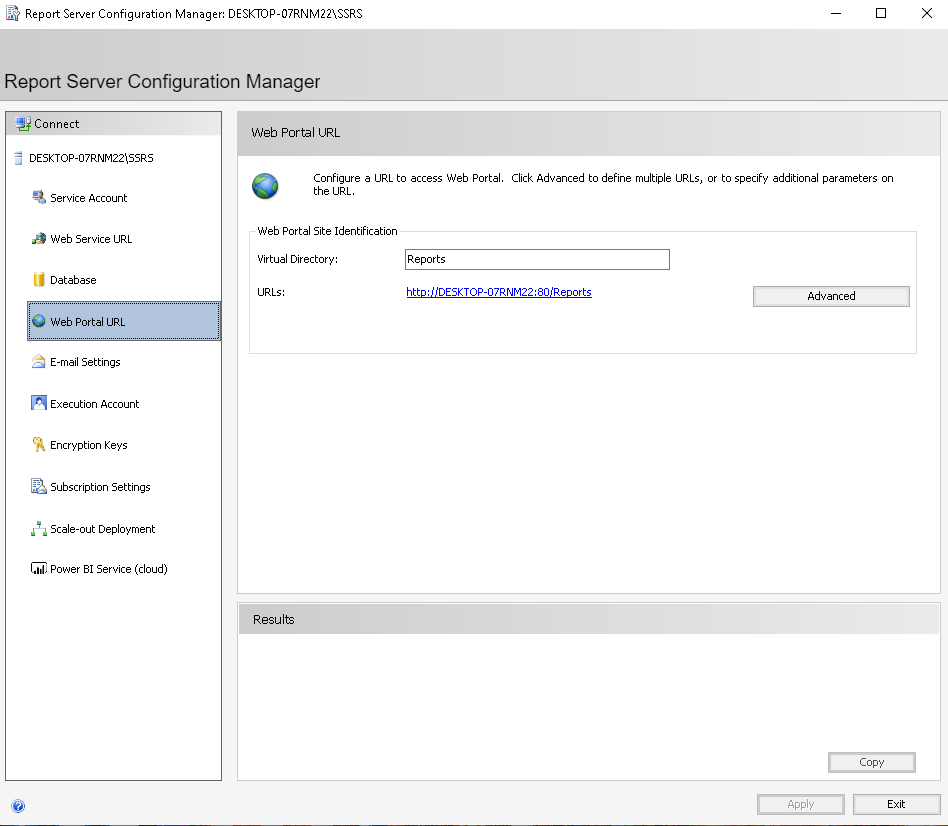 Report Server Configuration Manager: DESKTOP-07RNM22\SSRS
Report Server Configuration Manager
Connect
DESKTOP-07RNM22\SSRS
Service Account
Web Service URL
Database
Web Portal URL
E-mail Settings
Execution Account
Encryption Keys
Subscription Settings
Scale-out Deployment
Power BI Service (cloud)
Web Portal URL
Configure a URL to access Web Portal.  Click Advanced to define multiple URLs, or to specify additional parameters on
the URL.
Web Portal Site Identification
Virtual Directory: Reports
URLs: http://DESKTOP-07RNM22:80/Reports
Advanced
Results
Copy
Apply Exit